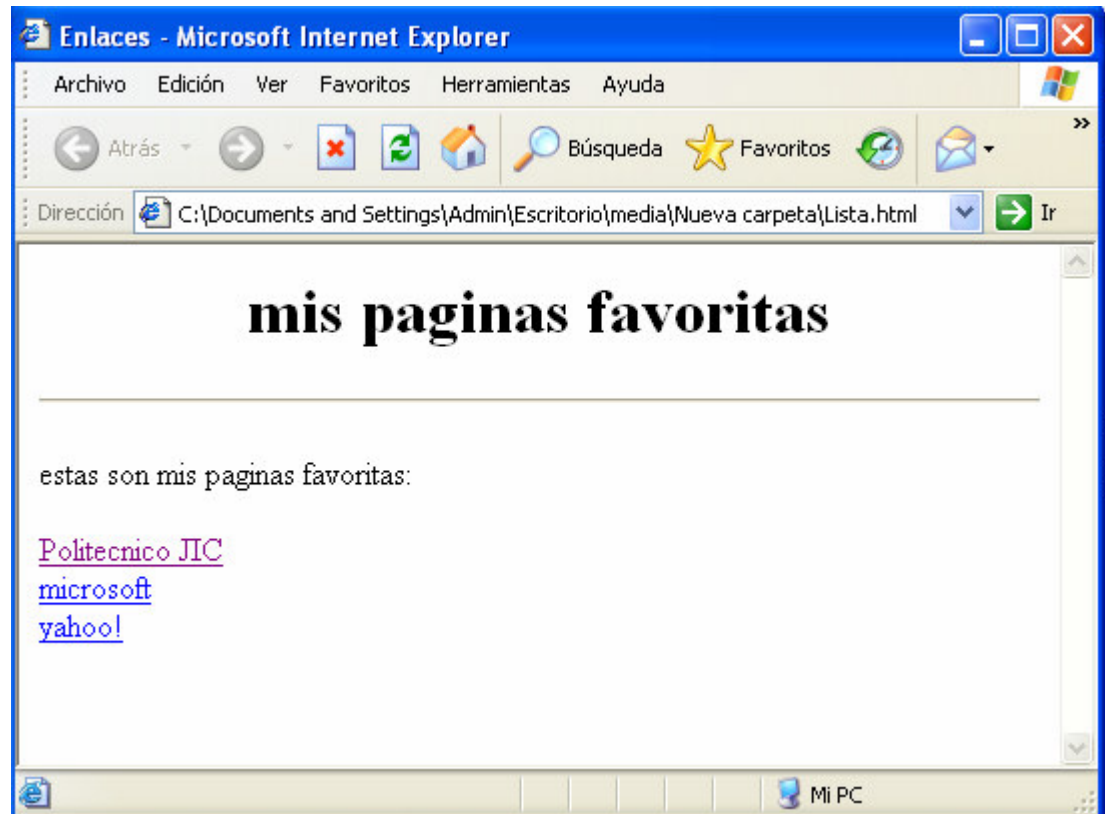 Enlaces - Microsoft Internet Explorer
Archivo Edición Ver Favoritos Herramientas Ayuda
Atrás Búsqueda Favoritos »
Dirección C:\Documents and Settings\Admin\Escritorio\media\Nueva carpeta\Lista.html Ir
mis paginas favoritas
estas son mis paginas favoritas:
Politecnico JIC
microsoft
yahoo!
Mi PC